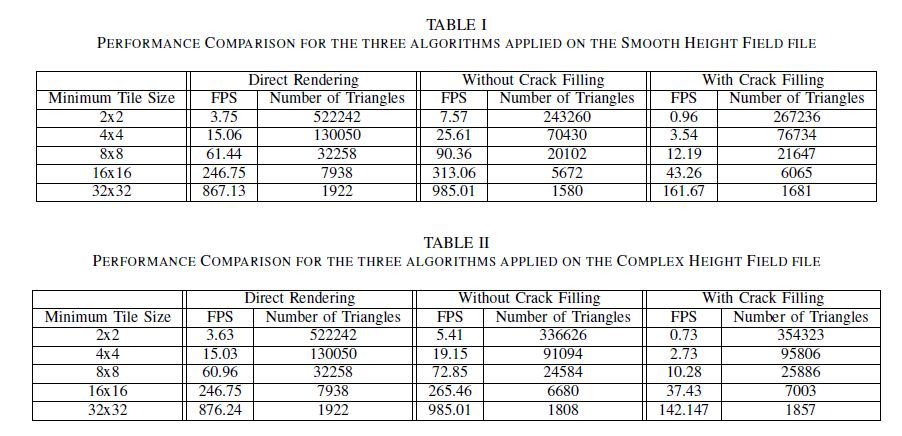 TABLE I
PERFORMANCE COMPARISON FOR THE THREE ALGORITHMS APPLIED ON THE SMOOTH HEIGHT FIELD FILE
Direct Rendering Without Crack Filling With Crack Filling
Minimum Tile Size FPS Number of Triangles FPS Number of Triangles FPS Number of Triangles
2x2 3.75 522242 7.57 243260 0.96 267236
4x4 15.06 130050 25.61 70430 3.54 76734
8x8 61.44 32258 90.36 20102 12.19 21647
16x16 246.75 7938 313.06 5672 43.26 6065
32x32 867.13 1922 985.01 1580 161.67 1681
TABLE II
PERFORMANCE COMPARISON FOR THE THREE ALGORITHMS APPLIED ON THE COMPLEX HEIGHT FIELD FILE
Direct Rendering Without Crack Filling With Crack Filling
Minimum Tile Size FPS Number of Triangles FPS Number of Triangles FPS Number of Triangles
2x2 3.63 522242 5.41 336626 0.73 354323
4x4 15.03 130050 19.15 91094 2.73 95806
8x8 60.96 32258 72.85 24584 10.28 25886
16x16 246.75 7938 265.46 6680 37.43 7003
32x32 876.24 1922 985.01 1808 142.147 1857